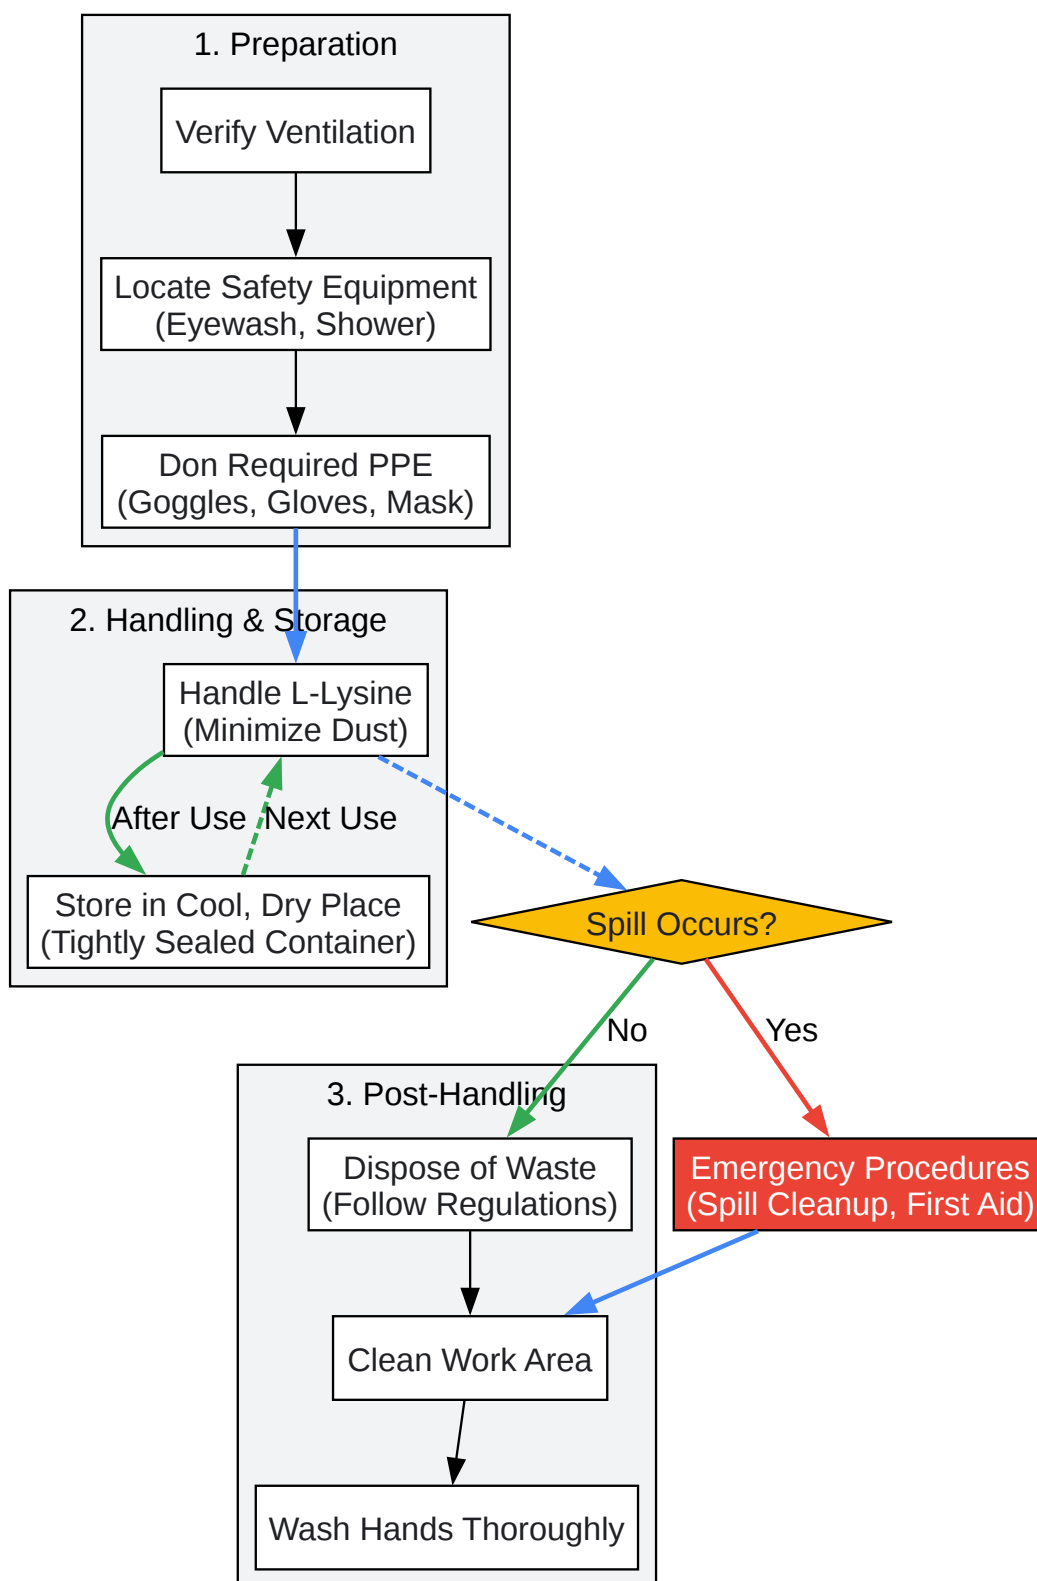 1. Preparation
Verify Ventilation
Locate Safety Equipment
(Eyewash, Shower)
Don Required PPE
(Goggles, Gloves, Mask)
2. Handling & Storage
Handle L-Lysine
(Minimize Dust)
After Use
Next Use
Store in Cool, Dry Place
(Tightly Sealed Container)
Spill Occurs?
No
Yes
3. Post-Handling
Dispose of Waste
(Follow Regulations)
Emergency Procedures
(Spill Cleanup, First Aid)
Clean Work Area
Wash Hands Thoroughly